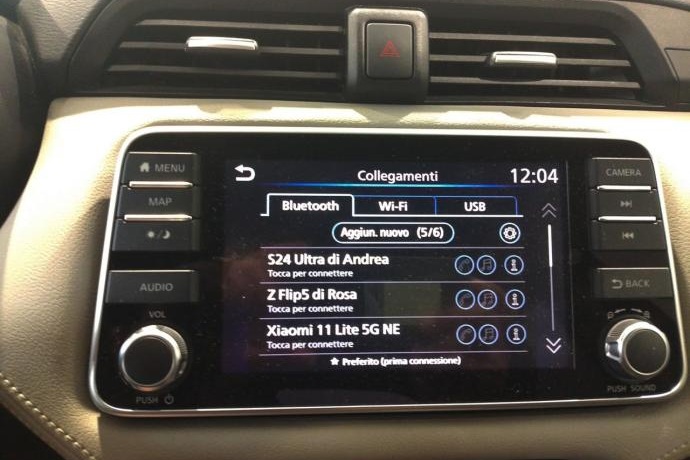 MENU
MAP
AUDIO
VOL
PUSH
Collegamenti 12:04
Bluetooth Wi-Fi USB
Aggiun. nuovo (5/6)
S24 Ultra di Andrea
Tocca per connettere
Z Flip5 di Rosa
Tocca per connettere
Xiaomi 11 Lite 5G NE
Tocca per connettere
★ Preferito (prima connessione)
CAMERA
BACK
PUSH SOUND